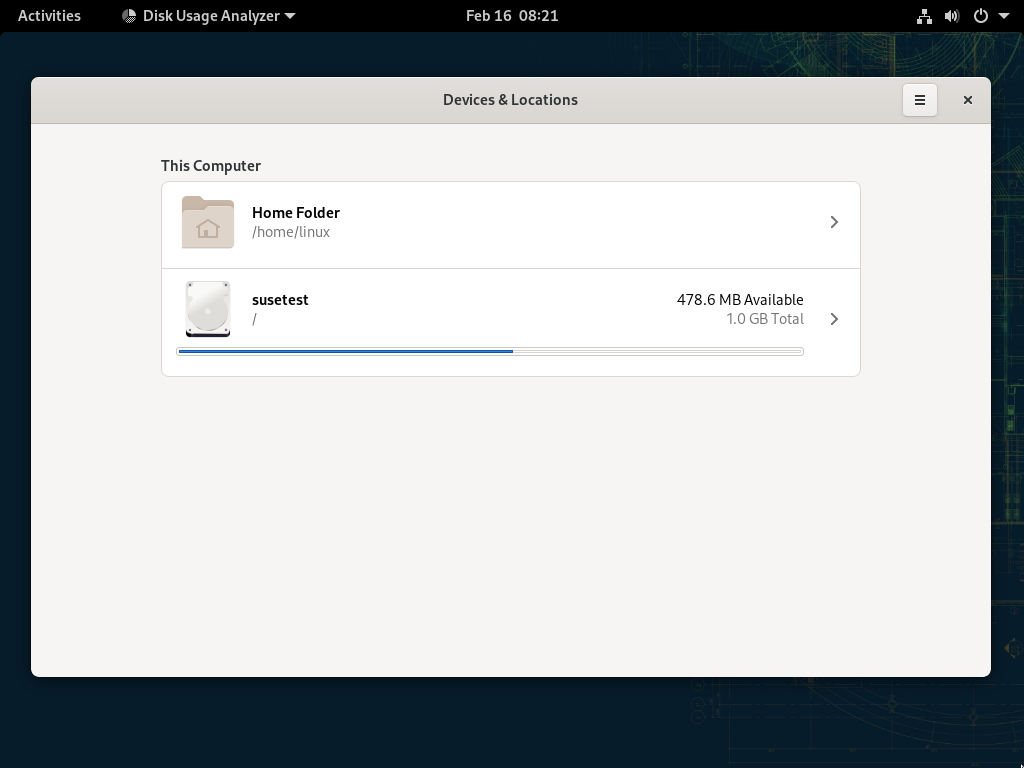 Activities
Disk Usage Analyzer
Feb 16 08:21
Devices & Locations
This Computer
Home Folder
/home/linux
susetest
478.6 MB Available
/
1.0 GB Total